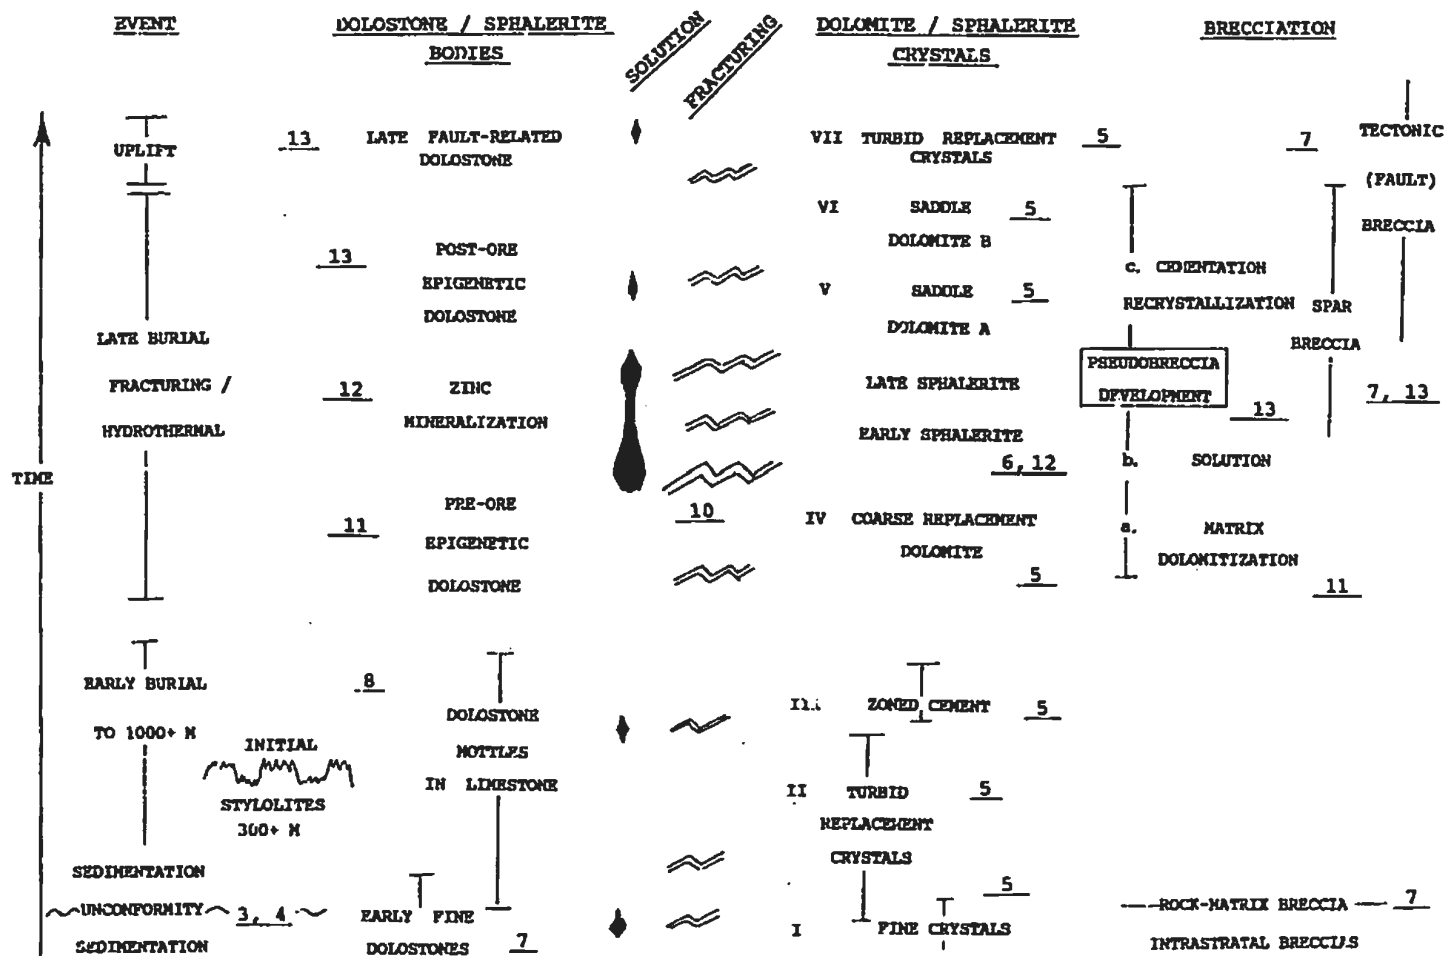 EVENT
DOLOSTONE / SPHALERITE
BODIES
SOLUTION
FRACTURING
DOLOMITE / SPHALERITE
CRYSTALS
BRECCIATION
TIME
UPLIFT
LATE BURIAL
FRACTURING /
HYDROTHERMAL
EARLY BURIAL
TO 1000+ M
INITIAL
STYLOLITES
300+ M
SEDIMENTATION
UNCONFORMITY 3, 4
SEDIMENTATION
13 LATE FAULT-RELATED
DOLOSTONE
13 POST-ORE
EPIGENETIC
DOLOSTONE
12 ZINC
MINERALIZATION
PRE-ORE
11 EPIGENETIC
DOLOSTONE
8
DOLOSTONE
MOTTLES
IN LIMESTONE
EARLY FINE
DOLOSTONES 7
10
VII TURBID REPLACEMENT 5
CRYSTALS
VI SADDLE 5
DOLOMITE B
V SADDLE 5
DOLOMITE A
LATE SPHALERITE
EARLY SPHALERITE
6, 12
IV COARSE REPLACEMENT
DOLOMITE
5
III ZONED CEMENT 5
II TURBID 5
REPLACEMENT
CRYSTALS
5
I FINE CRYSTALS
7
TECTONIC
(FAULT)
BRECCIA
c. CEMENTATION
RECRYSTALLIZATION
SPAR
BRECCIA
PSEUDOBRECCIA
DEVELOPMENT
13
7, 13
b. SOLUTION
a. MATRIX
DOLOMITIZATION
11
ROCK-MATRIX BRECCIA 7
INTRASTRATAL BRECCIAS